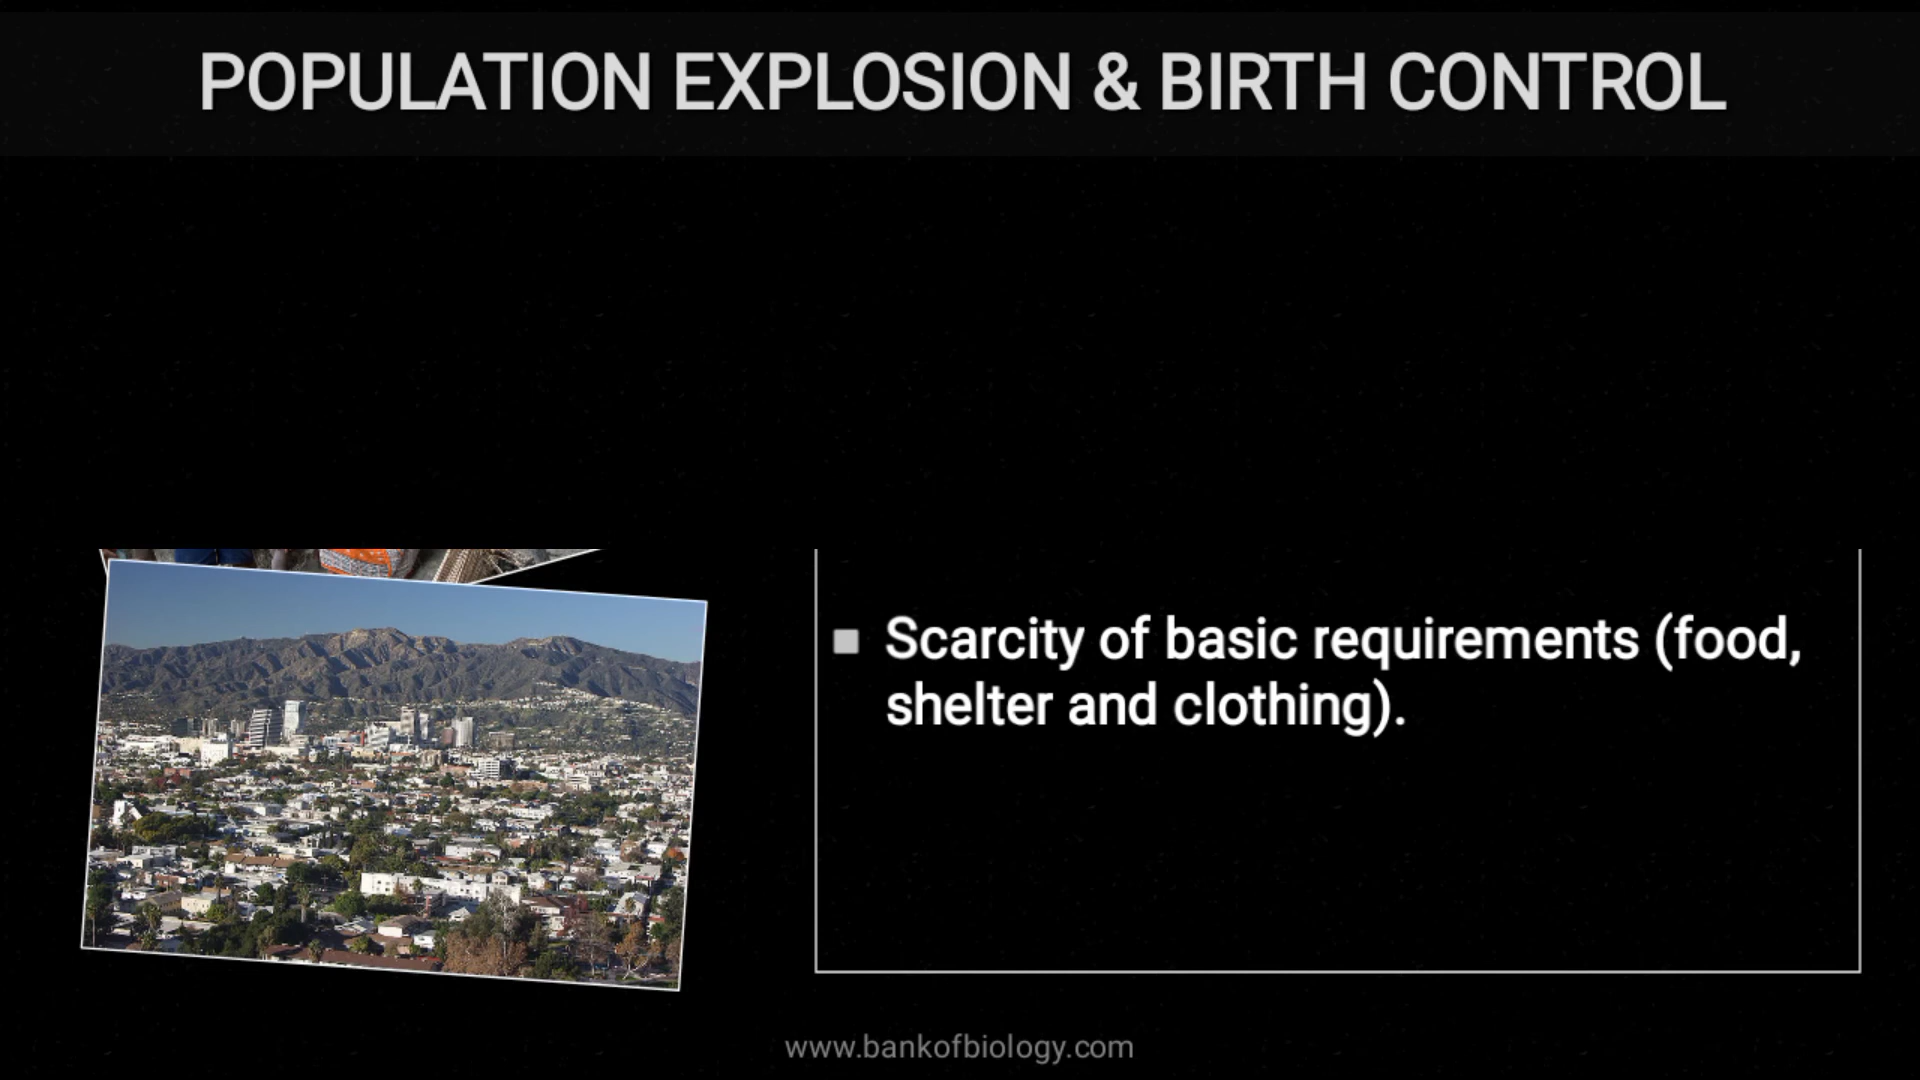 POPULATION EXPLOSION & BIRTH CONTROL
■ Scarcity of basic requirements (food,
shelter and clothing).
www.bankofbiology.com